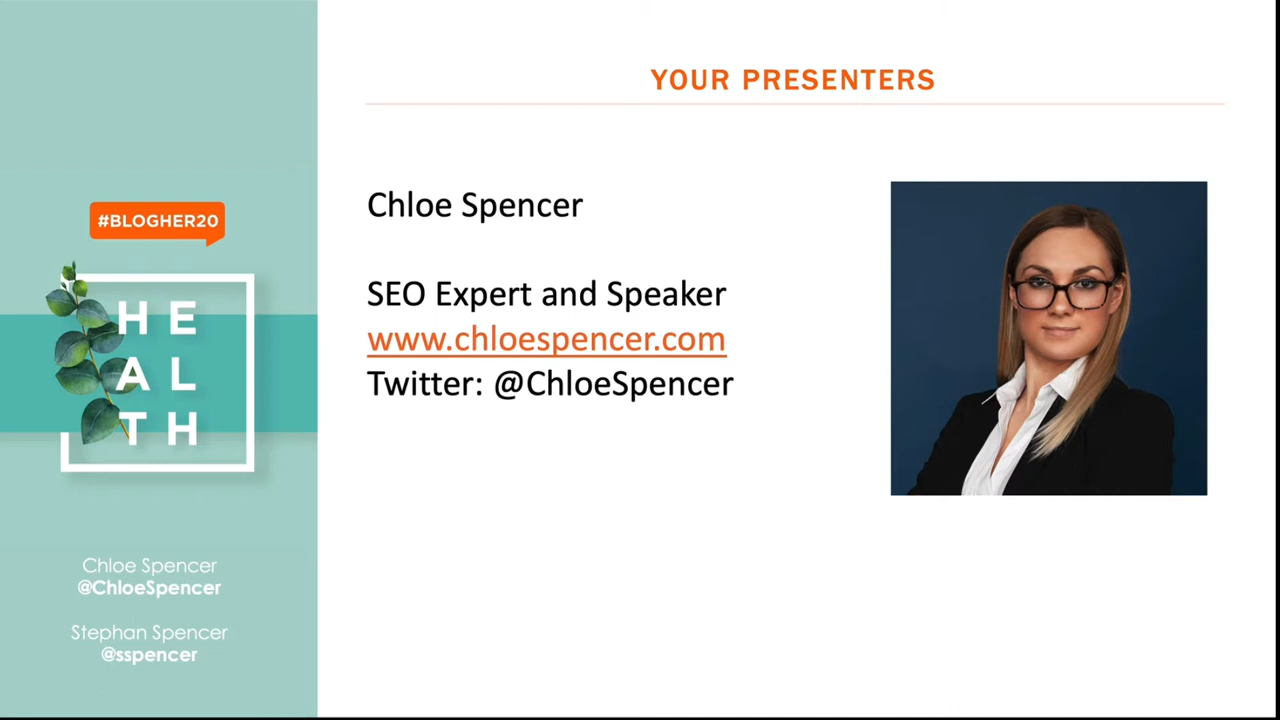 YOUR PRESENTERS
Chloe Spencer
SEO Expert and Speaker
www.chloespencer.com
Twitter: @ChloeSpencer
#BLOGHER20
HE
AL
TH
Chloe Spencer
@ChloeSpencer
Stephan Spencer
@sspencer